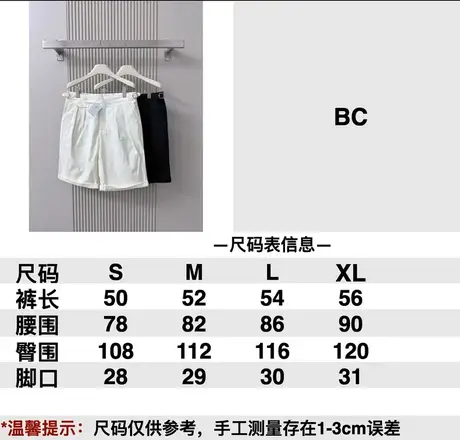 BC
—尺码表信息—
尺码 S M L XL
裤长 50 52 54 56
腰围 78 82 86 90
臀围 108 112 116 120
脚口 28 29 30 31
*温馨提示：尺码仅供参考，手工测量存在1-3cm误差